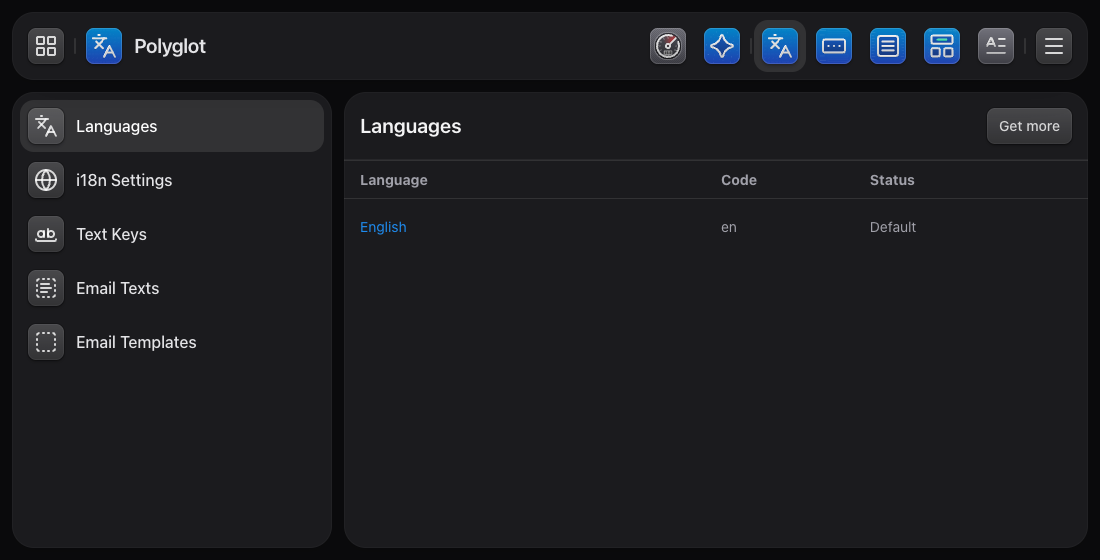 Polyglot
Languages
i18n Settings
ab
Text Keys
Email Texts
Email Templates
Languages
Get more
Language Code Status
English en Default